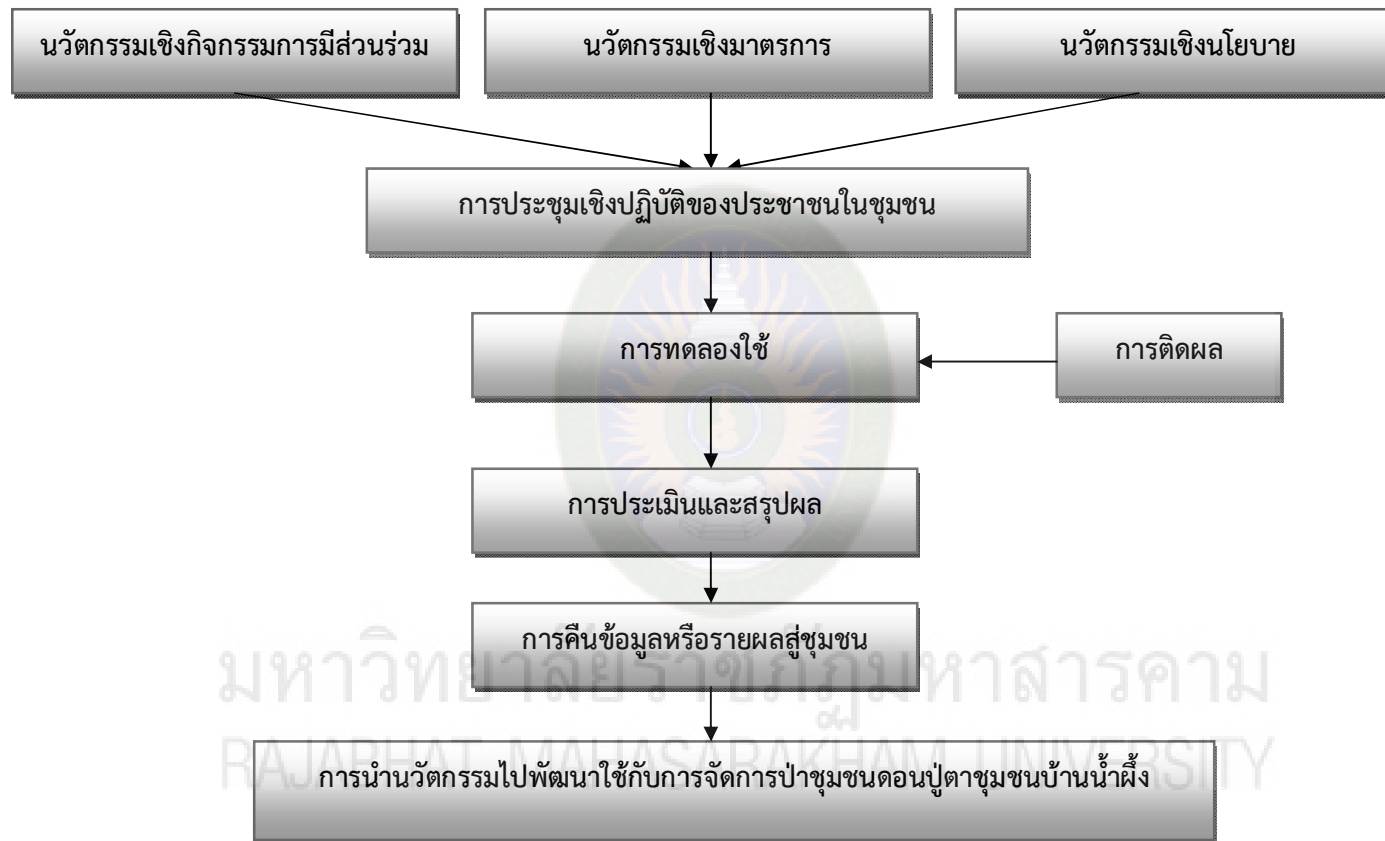 นวัตกรรมเชิงกิจกรรมการมีส่วนร่วม
นวัตกรรมเชิงมาตรการ
นวัตกรรมเชิงนโยบาย
การประชุมเชิงปฏิบัติของประชาชนในชุมชน
การทดลองใช้
การติดผล
การประเมินและสรุปผล
การคืนข้อมูลหรือรายผลสู่ชุมชน
มหาวิทยาลัยราชภัฏมหาสารคาม
RAJABHAT MAHASARAKHAM UNIVERSITY
การนำนวัตกรรมไปพัฒนาใช้กับการจัดการป่าชุมชนดอนปู่ตาชุมชนบ้านน้ำผึ้ง